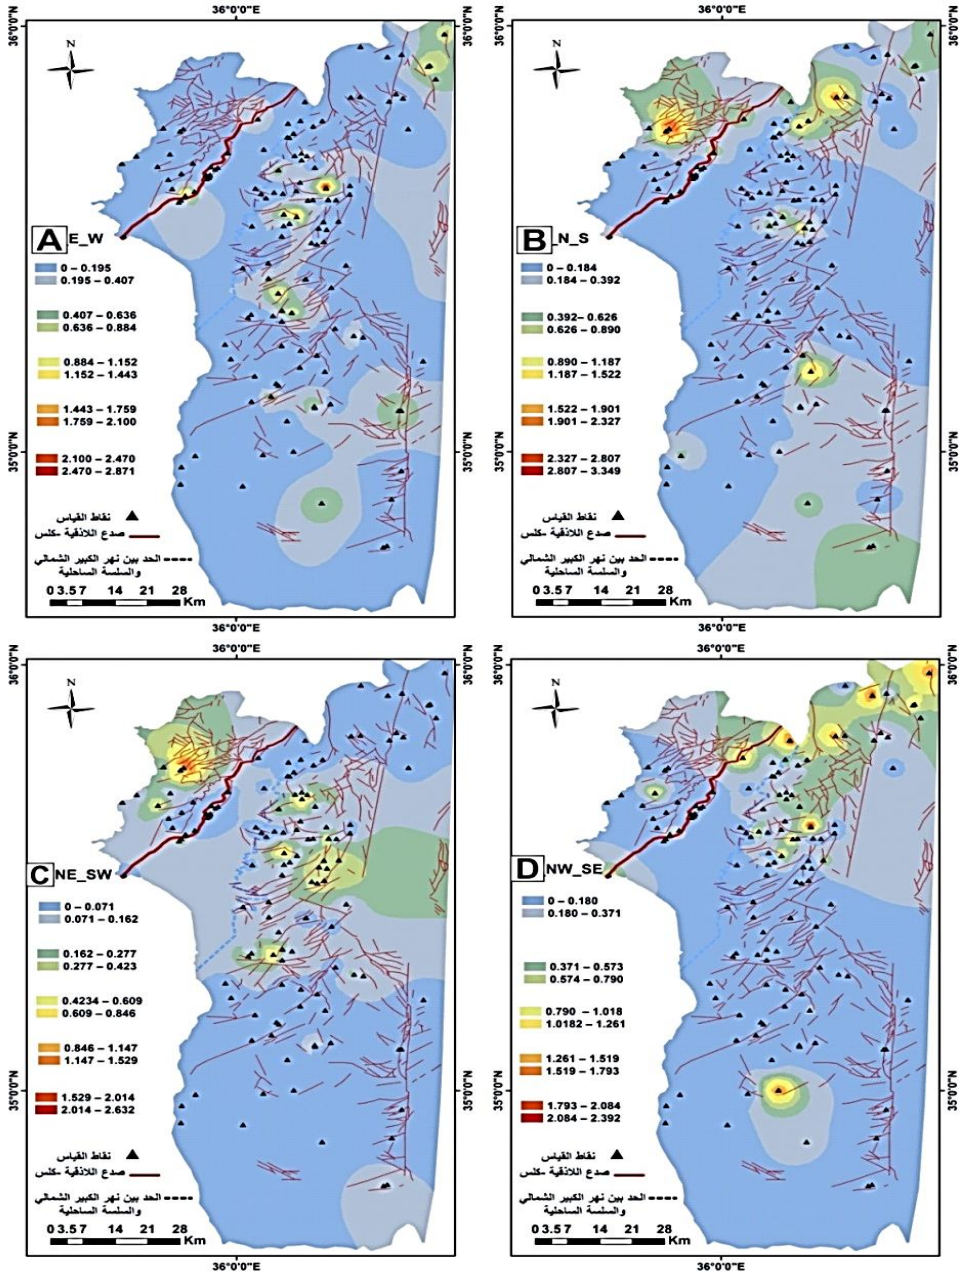 36°0'0"E
36°0'0"N
N
A E_W
0 – 0.195
0.195 – 0.407
0.407 – 0.636
0.636 – 0.884
0.884 – 1.152
1.152 – 1.443
1.443 – 1.759
1.759 – 2.100
2.100 – 2.470
2.470 – 2.871
35°0'0"N
نقاط القياس
صدع اللاذقية -كلس
الحد بين نهر الكبير الشمالي
والسلسة الساحلية
0 3.5 7 14 21 28
Km
36°0'0"E
36°0'0"E
36°0'0"N
36°0'0"N
N
B _N_S
0 – 0.184
0.184 – 0.392
0.392– 0.626
0.626 – 0.890
0.890 – 1.187
1.187 – 1.522
1.522 – 1.901
1.901 – 2.327
2.327 – 2.807
2.807 – 3.349
35°0'0"N
35°0'0"N
نقاط القياس
صدع اللاذقية -كلس
الحد بين نهر الكبير الشمالي
والسلسة الساحلية
0 3.5 7 14 21 28
Km
36°0'0"E
36°0'0"N
36°0'0"N
N
C NE_SW
0 – 0.071
0.071 – 0.162
0.162 – 0.277
0.277 – 0.423
0.4234 – 0.609
0.609 – 0.846
0.846 – 1.147
1.147 – 1.529
1.529 – 2.014
2.014 – 2.632
35°0'0"N
35°0'0"N
نقاط القياس
صدع اللاذقية -كلس
الحد بين نهر الكبير الشمالي
والسلسة الساحلية
0 3.5 7 14 21 28
Km
36°0'0"E
36°0'0"N
N
D NW_SE
0 – 0.180
0.180 – 0.371
0.371 – 0.573
0.574 – 0.790
0.790 – 1.018
1.0182 – 1.261
1.261 – 1.519
1.519 – 1.793
1.793 – 2.084
2.084 – 2.392
35°0'0"N
نقاط القياس
صدع اللاذقية -كلس
الحد بين نهر الكبير الشمالي
والسلسة الساحلية
0 3.5 7 14 21 28
Km
36°0'0"E